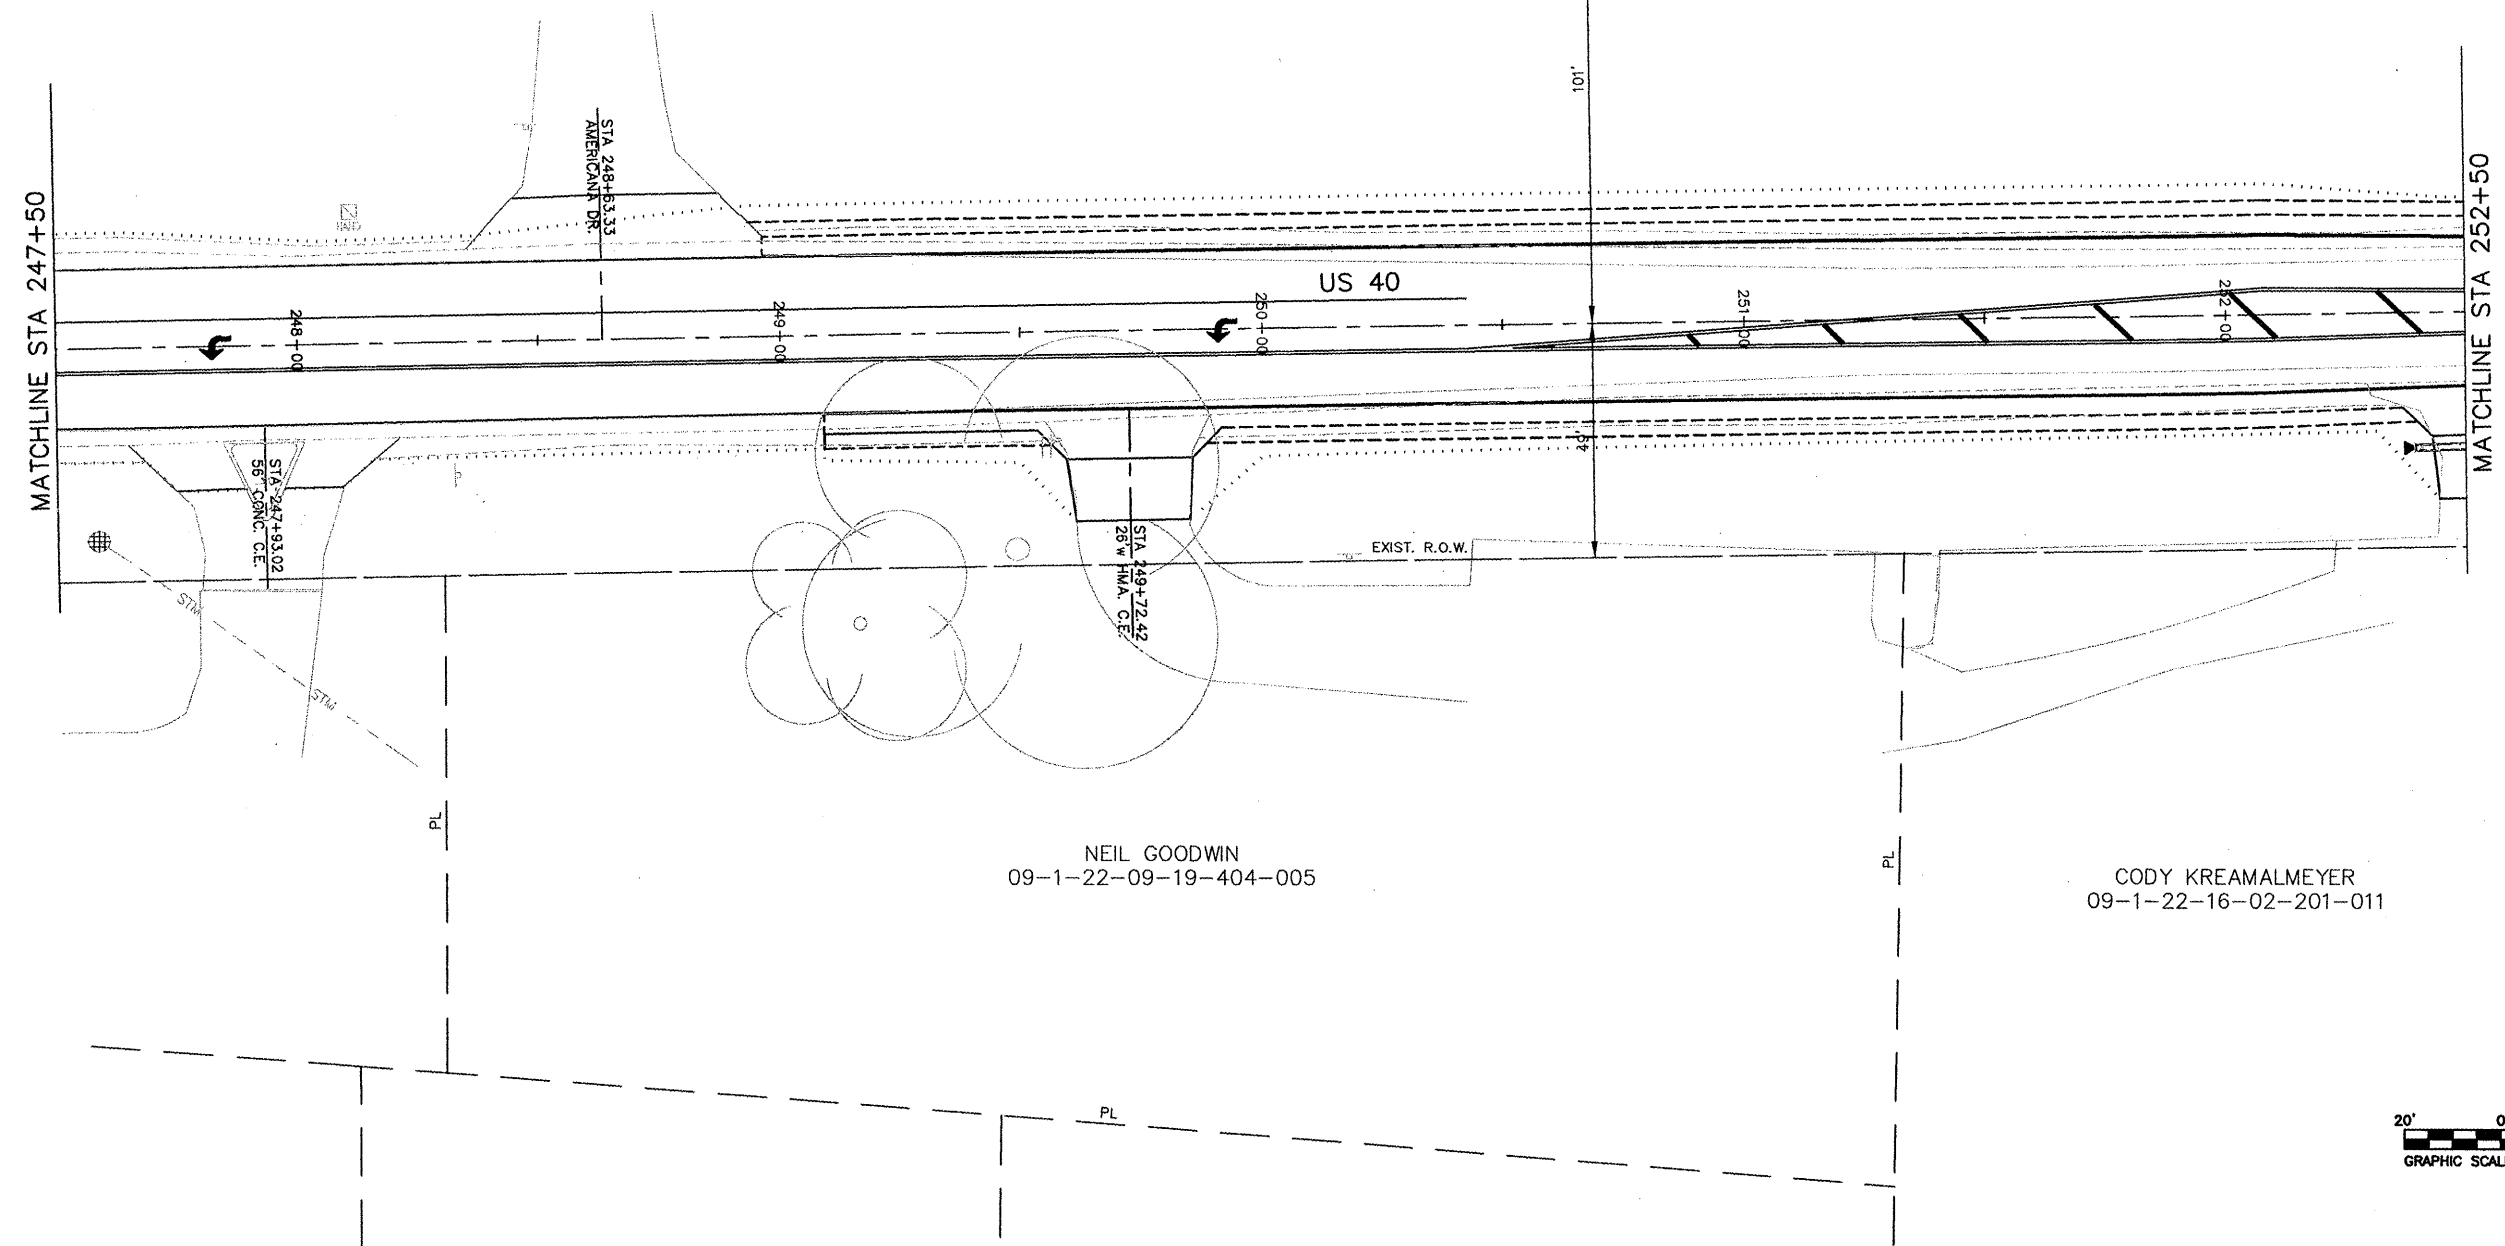 MATCHLINE STA 247+50
STA 248+63.33
AMERICANA DR.
101'
MATCHLINE STA 252+50
US 40
248+00
249+00
250+00
251+00
252+00
STA 247+93.02
56' CONC. C.E.
STA 249+72.42
26'w HMA. C.E.
EXIST. R.O.W.
STM
STM
PL
PL
PL
NEIL GOODWIN
09-1-22-09-19-404-005
CODY KREAMALMEYER
09-1-22-16-02-201-011
20' 0
GRAPHIC SCAL